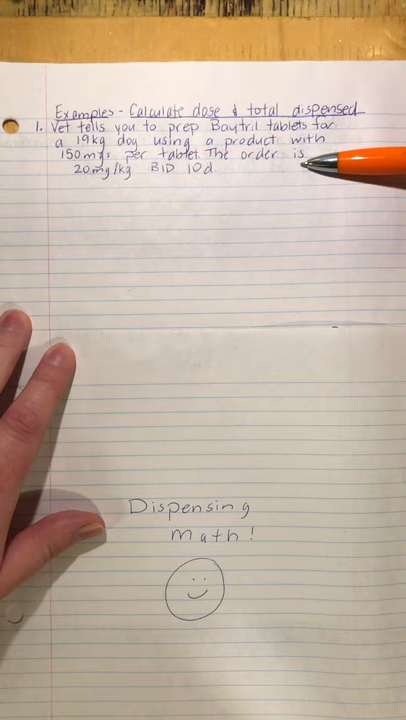 Examples - Calculate dose & total dispensed
1. Vet tells you to prep Baytril tablets for
a 19kg dog using a product with
150mgs per tablet. The order is
20mg/kg BID 10d.
Dispensing
Math!